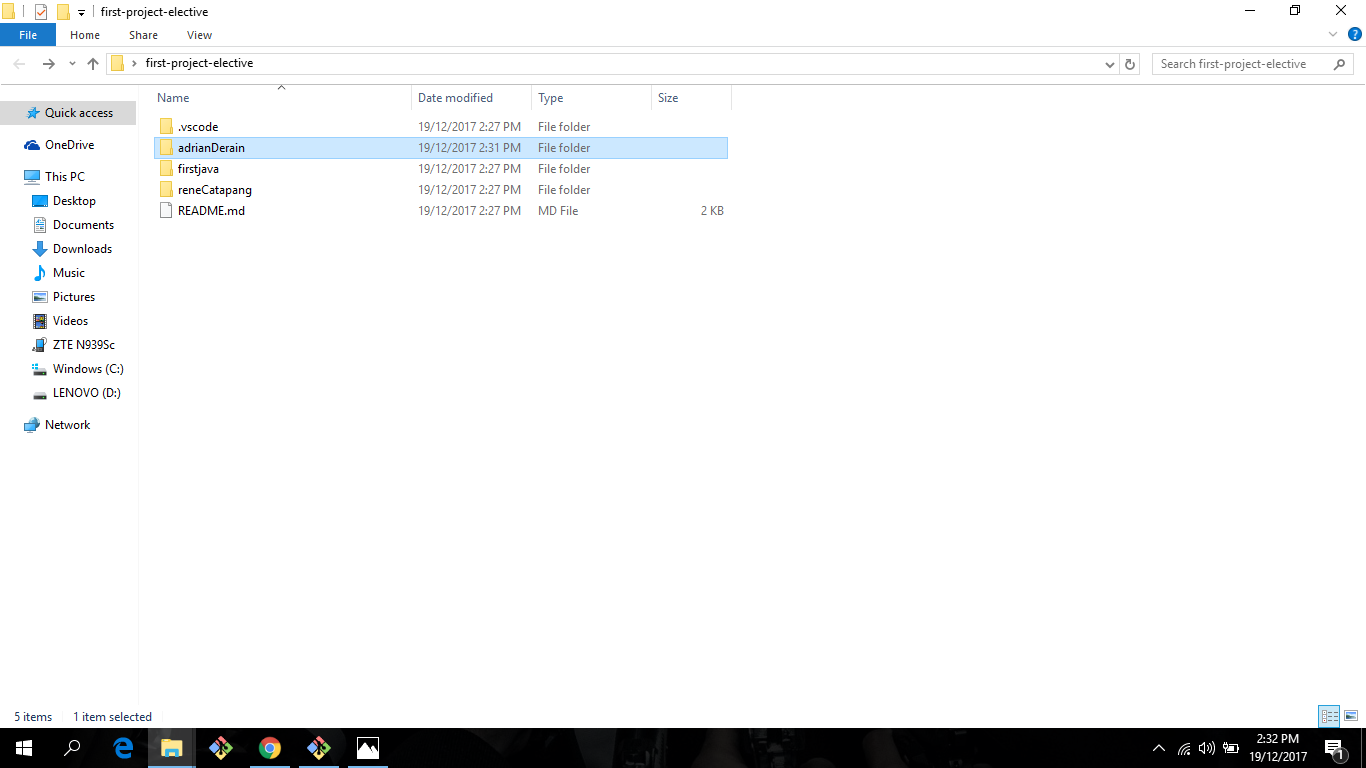 first-project-elective
File Home Share View
first-project-elective Search first-project-elective
Name Date modified Type Size
Quick access
OneDrive
This PC
Desktop
Documents
Downloads
Music
Pictures
Videos
ZTE N939Sc
Windows (C:)
LENOVO (D:)
Network
.vscode 19/12/2017 2:27 PM File folder
adrianDerain 19/12/2017 2:31 PM File folder
firstjava 19/12/2017 2:27 PM File folder
reneCatapang 19/12/2017 2:27 PM File folder
README.md 19/12/2017 2:27 PM MD File 2 KB
5 items 1 item selected
2:32 PM
19/12/2017
1